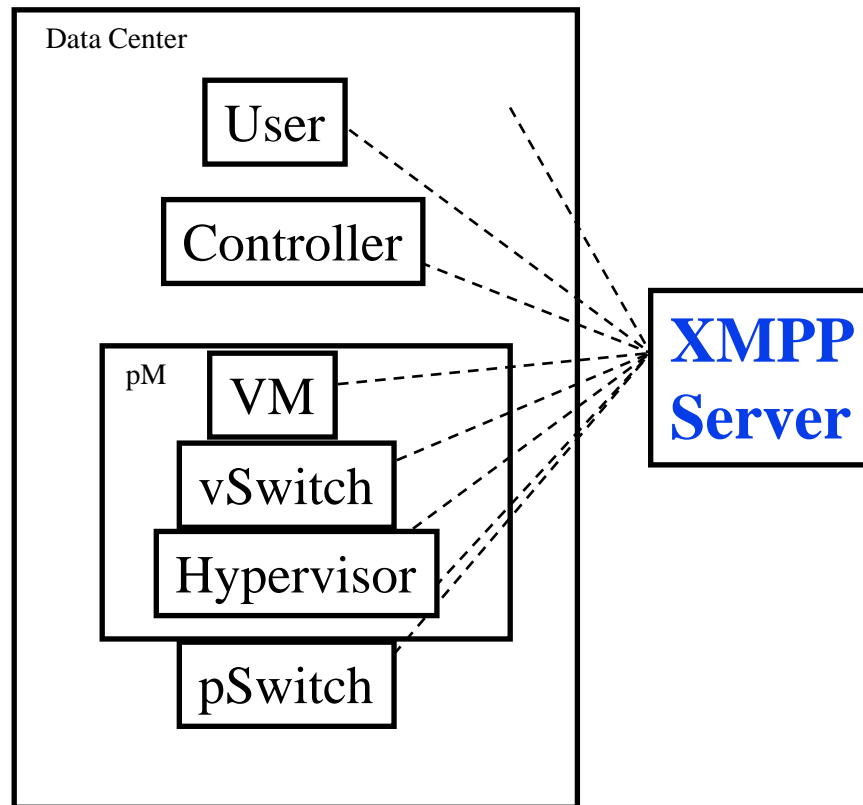 Data Center
User
Controller
pM
VM
vSwitch
Hypervisor
pSwitch
XMPP
Server